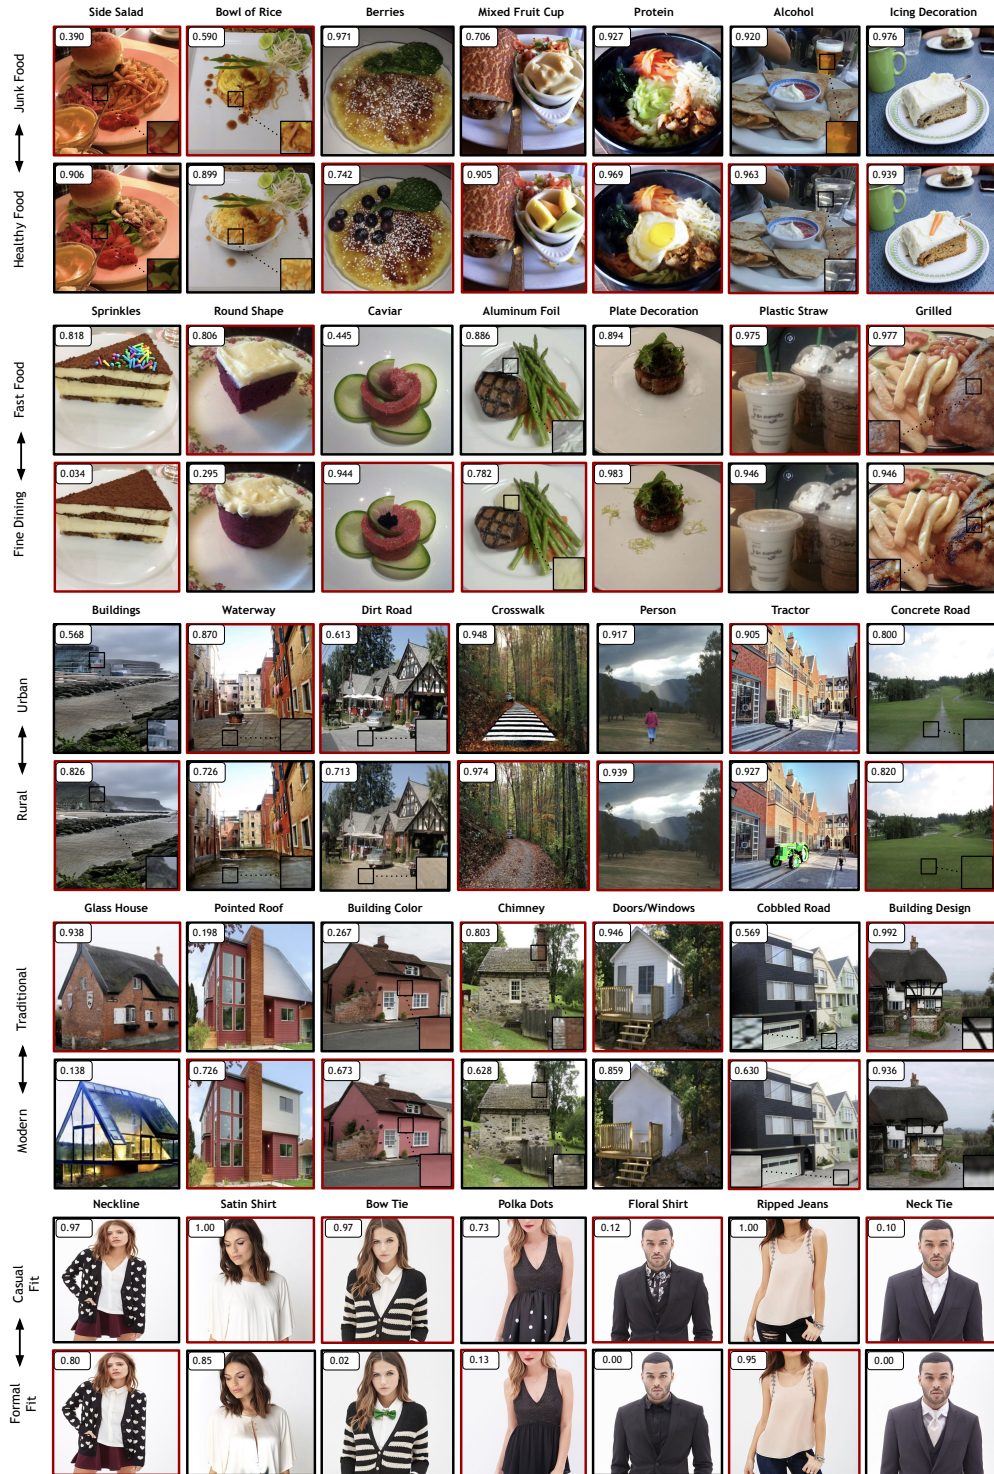 Side Salad Bowl of Rice Berries Mixed Fruit Cup Protein Alcohol Icing Decoration
Junk Food
0.390 0.590 0.971 0.706 0.927 0.920 0.976
Healthy Food
0.906 0.899 0.742 0.905 0.969 0.963 0.939
Sprinkles Round Shape Caviar Aluminum Foil Plate Decoration Plastic Straw Grilled
Fast Food
0.818 0.806 0.445 0.886 0.894 0.975 0.977
Fine Dining
0.034 0.295 0.944 0.782 0.983 0.946 0.946
Buildings Waterway Dirt Road Crosswalk Person Tractor Concrete Road
Urban
0.568 0.870 0.613 0.948 0.917 0.905 0.800
Rural
0.826 0.726 0.713 0.974 0.939 0.927 0.820
Glass House Pointed Roof Building Color Chimney Doors/Windows Cobbled Road Building Design
Traditional
0.938 0.198 0.267 0.803 0.946 0.569 0.992
Modern
0.138 0.726 0.673 0.628 0.859 0.630 0.936
Neckline Satin Shirt Bow Tie Polka Dots Floral Shirt Ripped Jeans Neck Tie
Casual
Fit
0.97 1.00 0.97 0.73 0.12 1.00 0.10
Formal
Fit
0.80 0.85 0.02 0.13 0.00 0.95 0.00